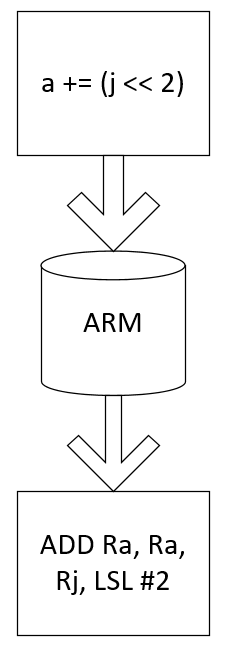 a += (j << 2)
ARM
ADD Ra, Ra,
Rj, LSL #2